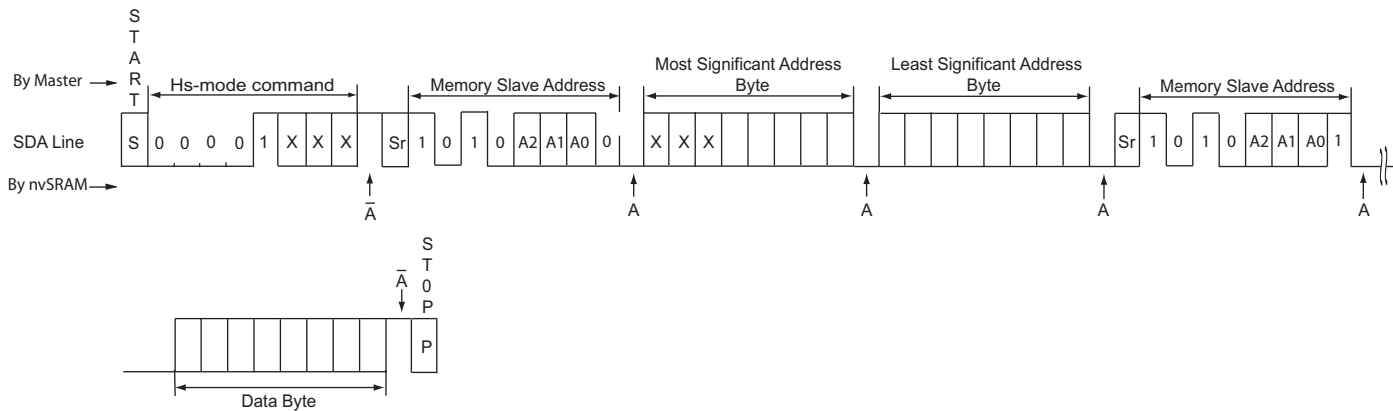 START
By Master
Hs-mode command
Memory Slave Address
Most Significant Address
Byte
Least Significant Address
Byte
Memory Slave Address
SDA Line
S 0 0 0 0 1 X X X Sr 1 0 1 0 A2 A1 A0 0 X X X Sr 1 0 1 0 A2 A1 A0 1
By nvSRAM
A̅ A A A A
ST0P
A̅
P
Data Byte